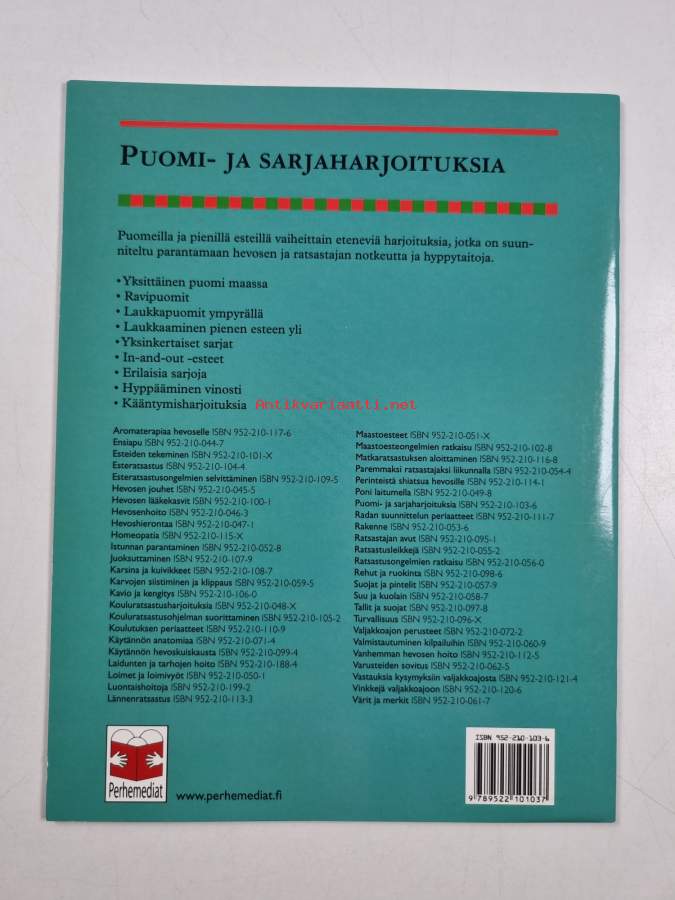 PUOMI- JA SARJAHARJOITUKSIA
Puomeilla ja pienillä esteillä vaiheittain eteneviä harjoituksia, jotka on suun-
niteltu parantamaan hevosen ja ratsastajan notkeutta ja hyppytaitoja.
• Yksittäinen puomi maassa
• Ravipuomit
• Laukkapuomit ympyrällä
• Laukkaaminen pienen esteen yli
• Yksinkertaiset sarjat
• In-and-out -esteet
• Erilaisia sarjoja
• Hyppääminen vinosti
• Kääntymisharjoituksia
Antikvariaatti.net
Aromaterapiaa hevoselle ISBN 952-210-117-6
Ensiapu ISBN 952-210-044-7
Esteiden tekeminen ISBN 952-210-101-X
Esteratsastus ISBN 952-210-104-4
Esteratsastusongelmien selvittäminen ISBN 952-210-109-5
Hevosen jouhet ISBN 952-210-045-5
Hevosen lääkekasvit ISBN 952-210-100-1
Hevosenhoito ISBN 952-210-046-3
Hevoshierontaa ISBN 952-210-047-1
Homeopatia ISBN 952-210-115-X
Istunnan parantaminen ISBN 952-210-052-8
Juoksuttaminen ISBN 952-210-107-9
Karsina ja kuivikkeet ISBN 952-210-108-7
Karvojen siistiminen ja klippaus ISBN 952-210-059-5
Kavio ja kengitys ISBN 952-210-106-0
Kouluratsastusharjoituksia ISBN 952-210-048-X
Kouluratsastusohjelman suorittaminen ISBN 952-210-105-2
Koulutuksen periaatteet ISBN 952-210-110-9
Käytännön anatomiaa ISBN 952-210-071-4
Käytännön hevoskuiskausta ISBN 952-210-099-4
Laidunten ja tarhojen hoito ISBN 952-210-188-4
Loimet ja loimivyöt ISBN 952-210-050-1
Luontaishoitoja ISBN 952-210-199-2
Lännenratsastus ISBN 952-210-113-3
Maastoesteet ISBN 952-210-051-X
Maastoesteongelmien ratkaisu ISBN 952-210-102-8
Matkaratsastuksen aloittaminen ISBN 952-210-116-8
Paremmaksi ratsastajaksi liikunnalla ISBN 952-210-054-4
Perinteistä shiatsua hevosille ISBN 952-210-114-1
Poni laitumella ISBN 952-210-049-8
Puomi- ja sarjaharjoituksia ISBN 952-210-103-6
Radan suunnittelun periaatteet ISBN 952-210-111-7
Rakenne ISBN 952-210-053-6
Ratsastajan avut ISBN 952-210-095-1
Ratsastusleikkejä ISBN 952-210-055-2
Ratsastusongelmien ratkaisu ISBN 952-210-056-0
Rehut ja ruokinta ISBN 952-210-098-6
Suojat ja pintelit ISBN 952-210-057-9
Suu ja kuolain ISBN 952-210-058-7
Tallit ja suojat ISBN 952-210-097-8
Turvallisuus ISBN 952-210-096-X
Valjakkoajon perusteet ISBN 952-210-072-2
Valmistautuminen kilpailuihin ISBN 952-210-060-9
Vanhemman hevosen hoito ISBN 952-210-112-5
Varusteiden sovitus ISBN 952-210-062-5
Vastauksia kysymyksiin valjakkoajosta ISBN 952-210-121-4
Vinkkejä valjakkoajoon ISBN 952-210-120-6
Värit ja merkit ISBN 952-210-061-7
Perhemediat
www.perhemediat.fi
ISBN 952-210-103-6
9 789522 101037